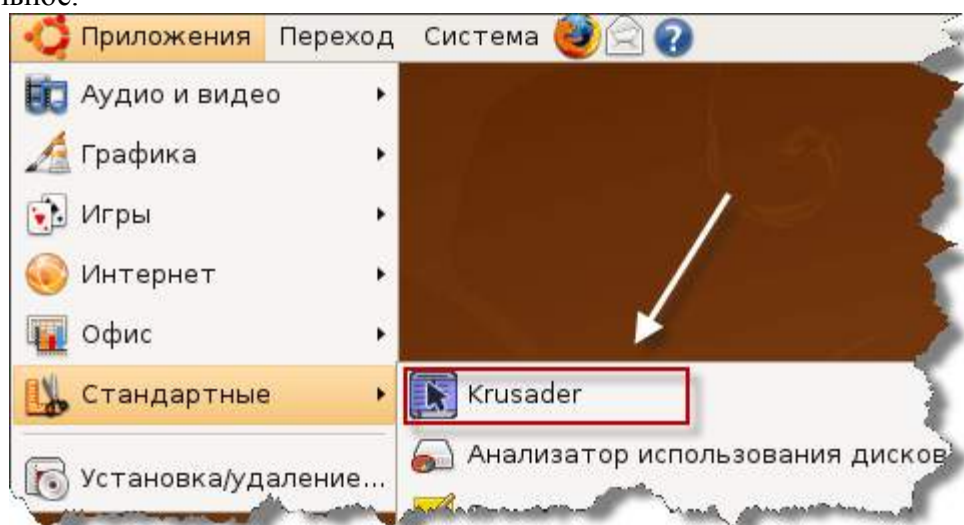 Приложения Переход Система
Аудио и видео
Графика
Игры
Интернет
Офис
Стандартные
Krusader
Анализатор использования дисков
Установка/удаление...